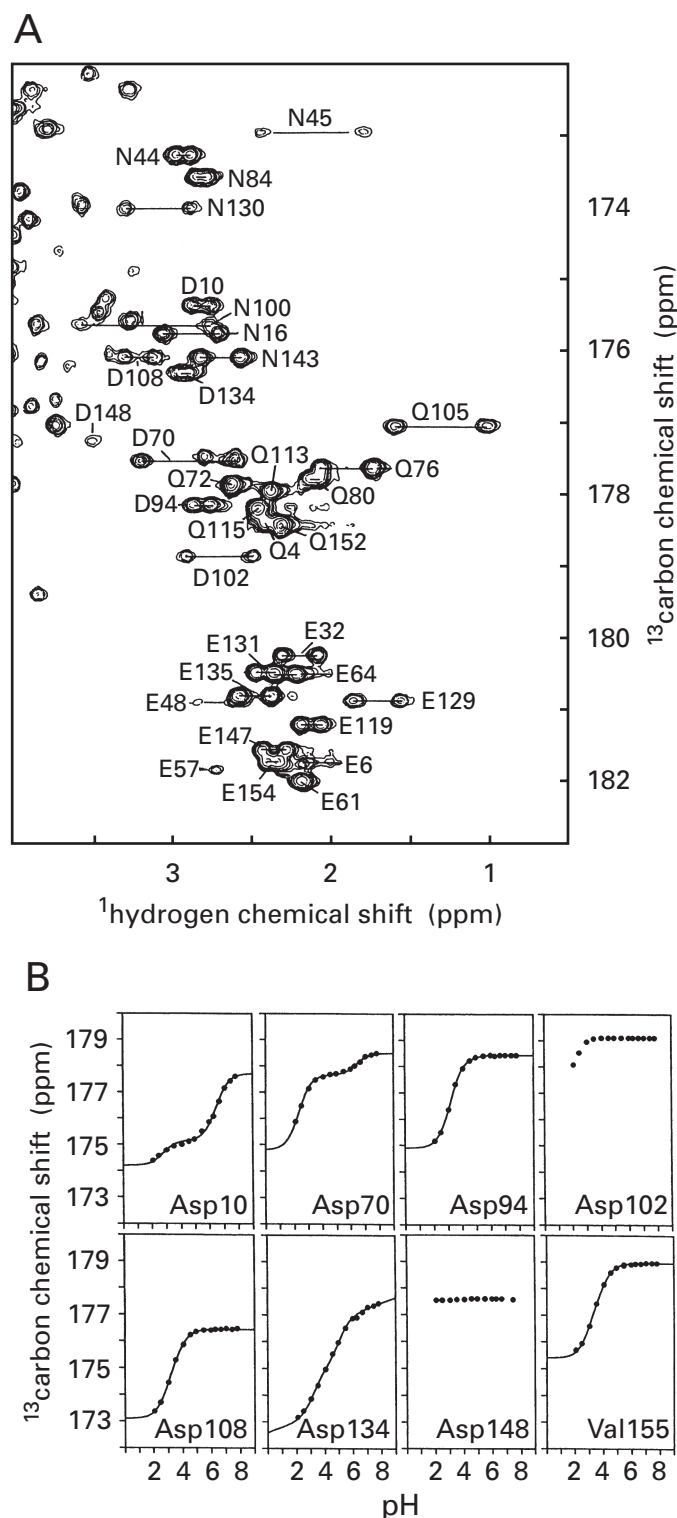 A
N45
N44
N84
N130
174
D10
N100
N16
N143
D108
D134
176
Q105
D148
D70
Q113
Q76
Q72
Q80
D94
178
Q115
Q4
Q152
D102
E32
E131
E64
E135
E48
E129
180
E119
E147
E6
E57
E154
E61
182
13carbon chemical shift (ppm)
3 2 1
1hydrogen chemical shift (ppm)
B
179
177
175
173
Asp10 Asp70 Asp94 Asp102
179
177
175
173
Asp108 Asp134 Asp148 Val155
13carbon chemical shift (ppm)
2 4 6 8 2 4 6 8 2 4 6 8 2 4 6 8
pH